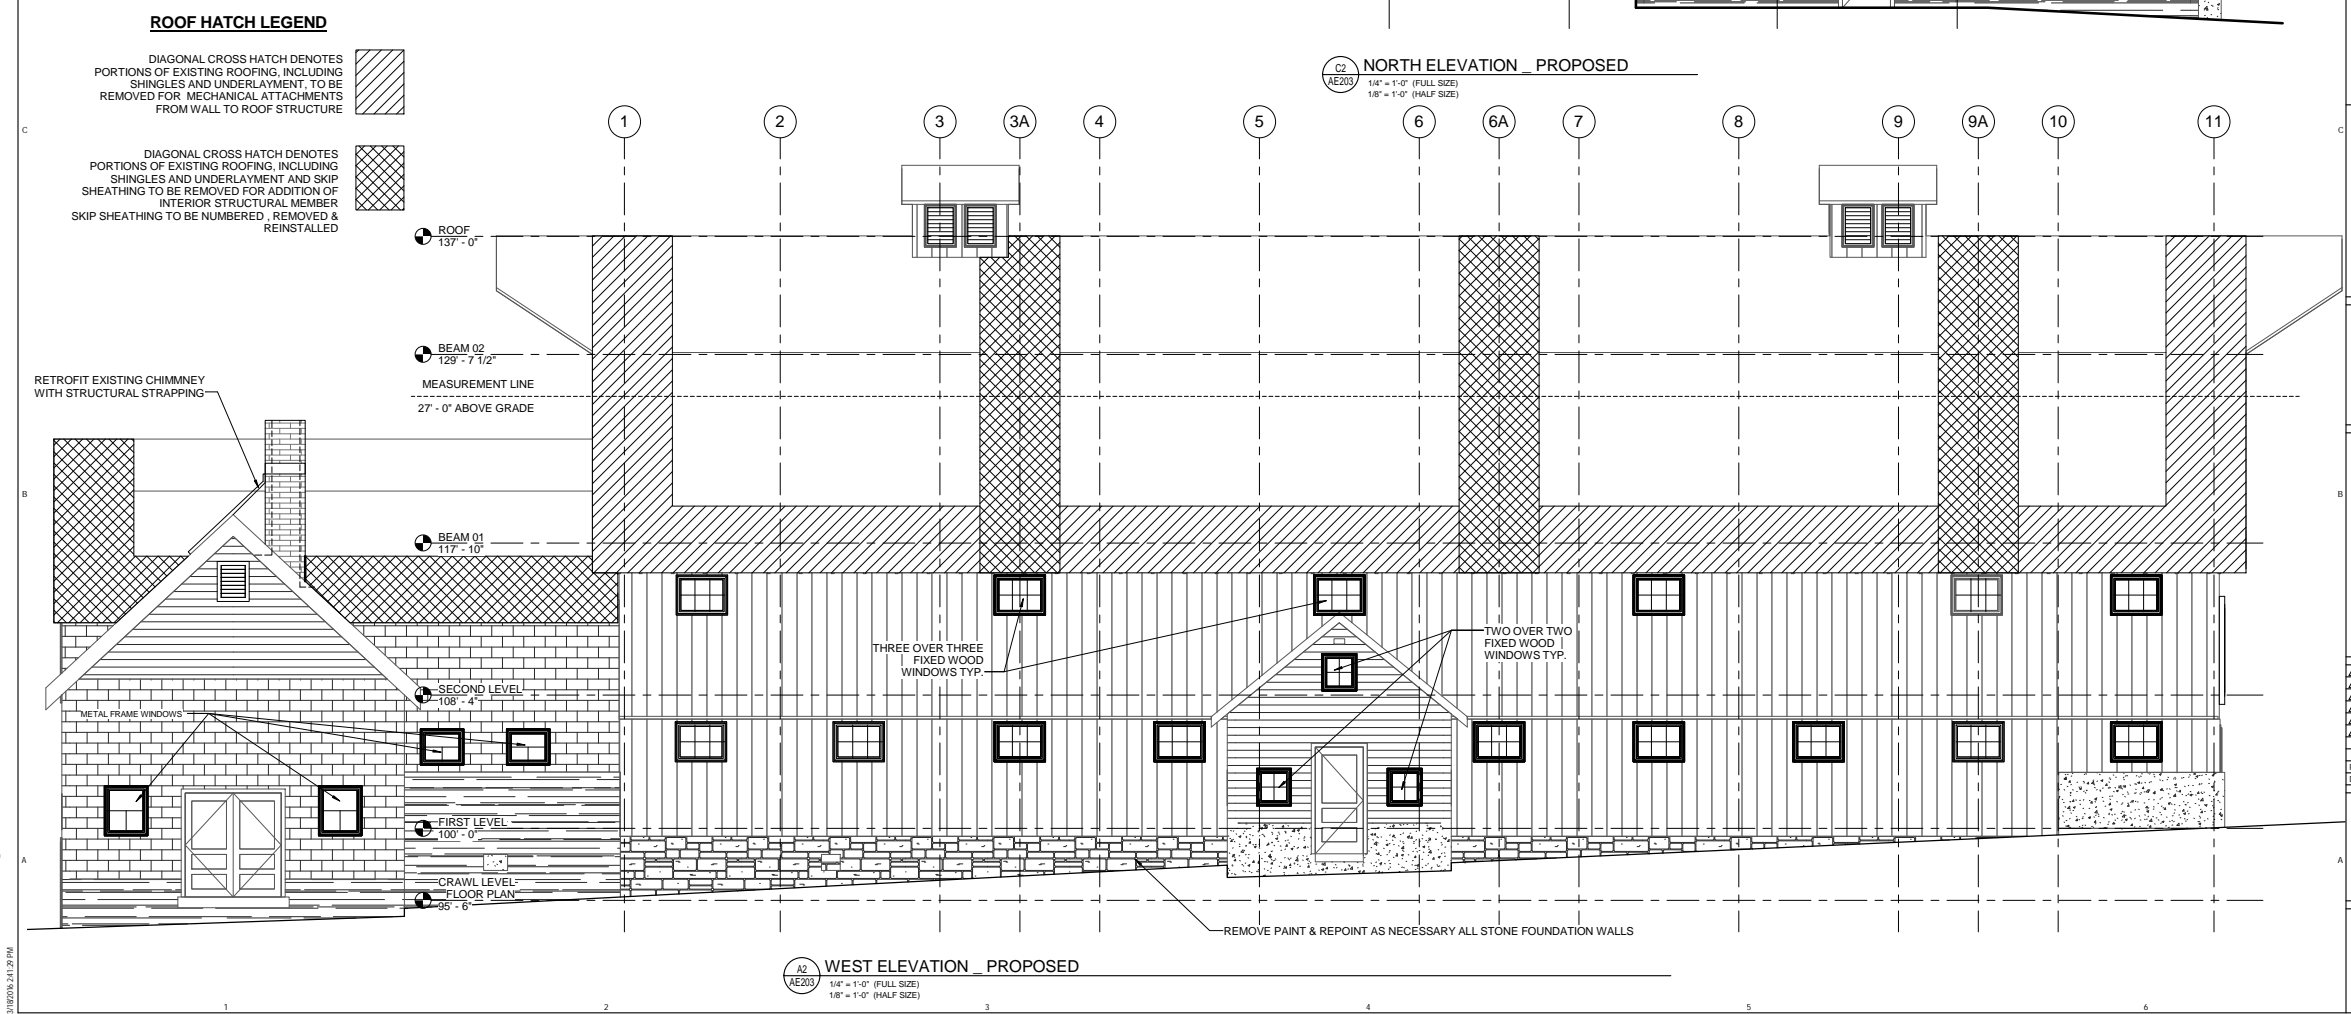 ROOF HATCH LEGEND
DIAGONAL CROSS HATCH DENOTES
PORTIONS OF EXISTING ROOFING, INCLUDING
SHINGLES AND UNDERLAYMENT, TO BE
REMOVED FOR MECHANICAL ATTACHMENTS
FROM WALL TO ROOF STRUCTURE
DIAGONAL CROSS HATCH DENOTES
PORTIONS OF EXISTING ROOFING, INCLUDING
SHINGLES AND UNDERLAYMENT AND SKIP
SHEATHING TO BE REMOVED FOR ADDITION OF
INTERIOR STRUCTURAL MEMBER
SKIP SHEATHING TO BE NUMBERED , REMOVED &
REINSTALLED
C2
AE203
NORTH ELEVATION _ PROPOSED
1/4" = 1'-0" (FULL SIZE)
1/8" = 1'-0" (HALF SIZE)
1 2 3 3A 4 5 6 6A 7 8 9 9A 10 11
C C
ROOF
137' - 0"
BEAM 02
129' - 7 1/2"
MEASUREMENT LINE
27' - 0" ABOVE GRADE
RETROFIT EXISTING CHIMMNEY
WITH STRUCTURAL STRAPPING
B B
BEAM 01
117' - 10"
THREE OVER THREE
FIXED WOOD
WINDOWS TYP.
TWO OVER TWO
FIXED WOOD
WINDOWS TYP.
SECOND LEVEL
108' - 4"
METAL FRAME WINDOWS
FIRST LEVEL
100' - 0"
A A
CRAWL LEVEL
FLOOR PLAN
95' - 6"
REMOVE PAINT & REPOINT AS NECESSARY ALL STONE FOUNDATION WALLS
A2
AE203
WEST ELEVATION _ PROPOSED
1/4" = 1'-0" (FULL SIZE)
1/8" = 1'-0" (HALF SIZE)
1 2 3 4 5 6
3/18/2016 2:41:29 PM